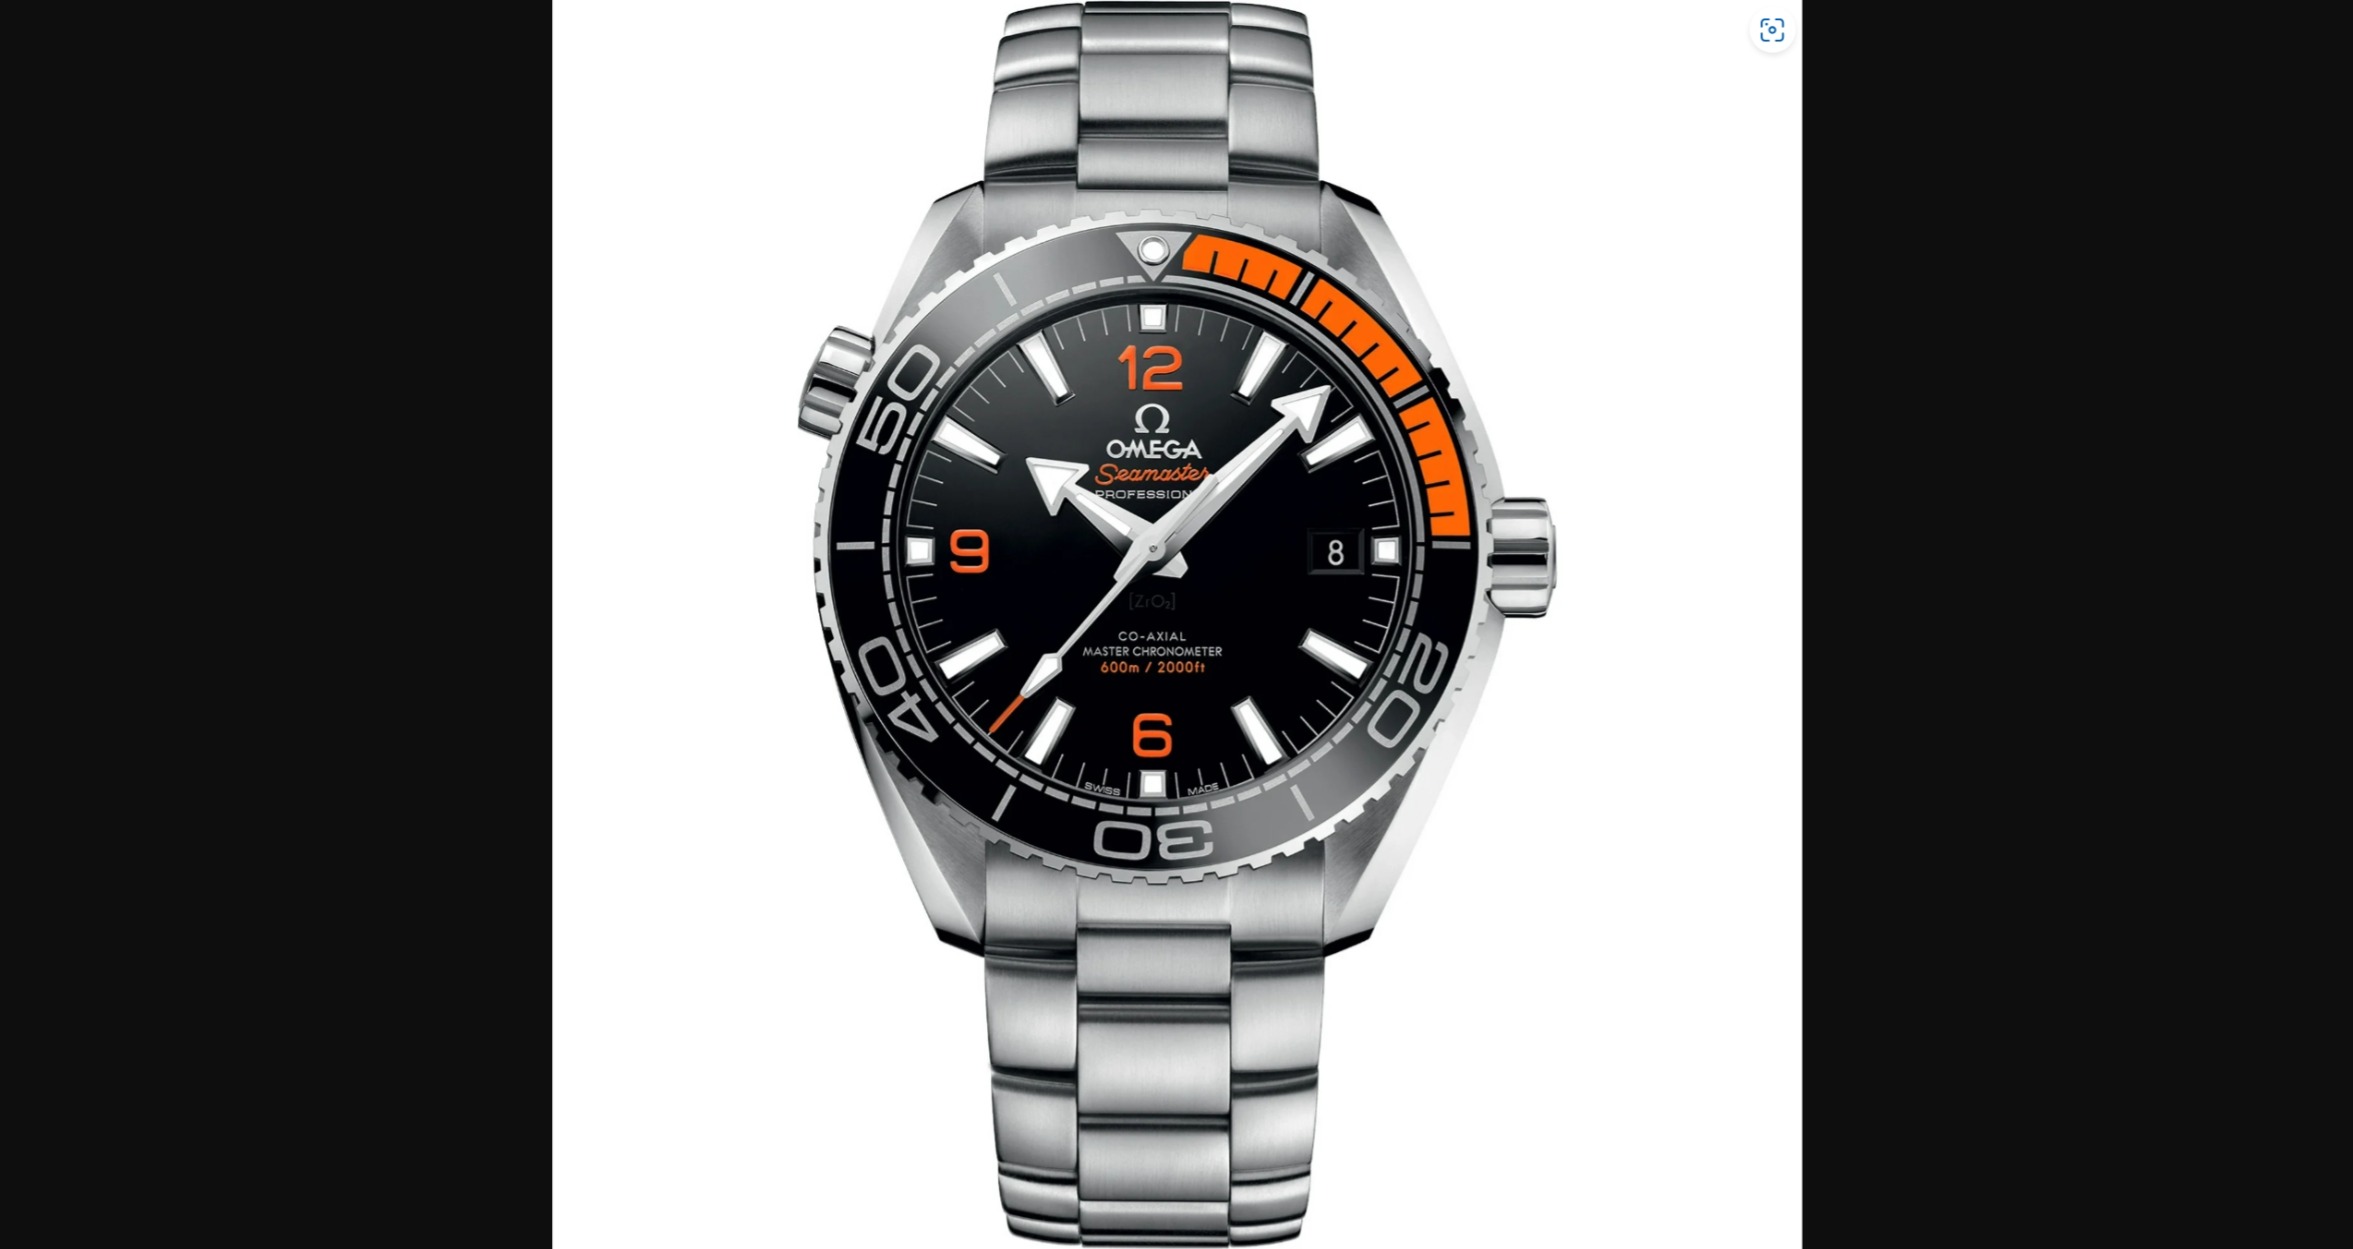 12
Ω
OMEGA
Seamaster
PROFESSION
9
8
[ZrO₂]
CO-AXIAL
MASTER CHRONOMETER
600m / 2000ft
6
SWISS MADE
50
20
40
30